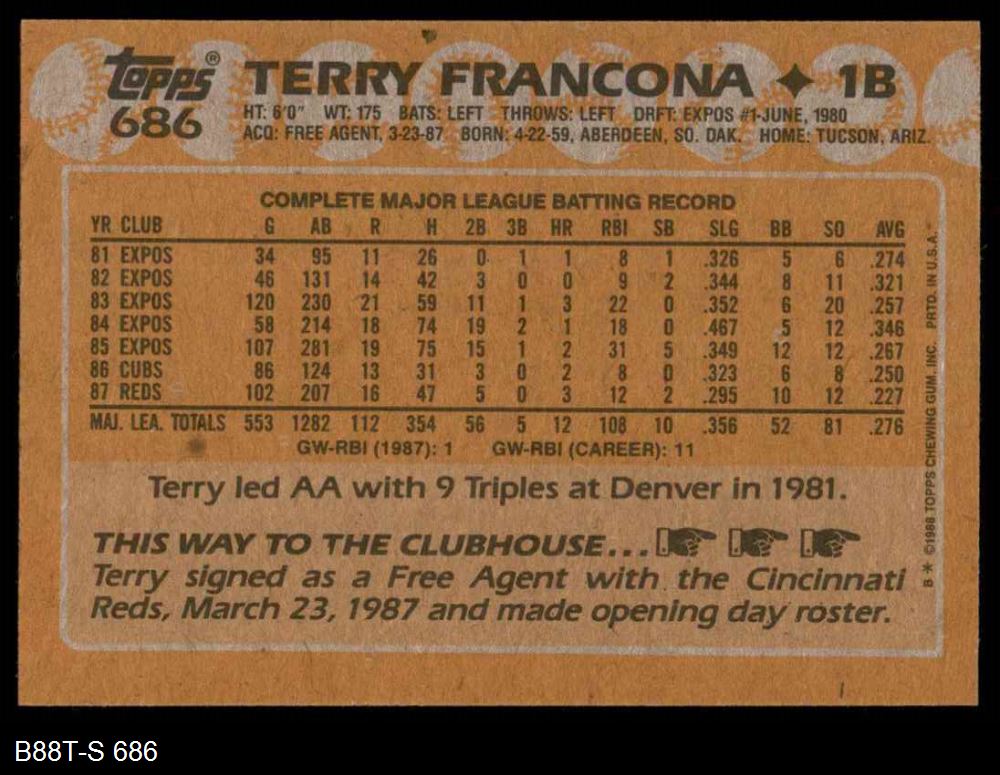 Topps®
686
TERRY FRANCONA ✦ 1B
HT: 6'0" WT: 175 BATS: LEFT THROWS: LEFT DRFT: EXPOS #1-JUNE, 1980
ACQ: FREE AGENT, 3-23-87 BORN: 4-22-59, ABERDEEN, SO. DAK. HOME: TUCSON, ARIZ.
COMPLETE MAJOR LEAGUE BATTING RECORD
YR CLUB G AB R H 2B 3B HR RBI SB SLG BB SO AVG
81 EXPOS 34 95 11 26 0 1 1 8 1 .326 5 6 .274
82 EXPOS 46 131 14 42 3 0 0 9 2 .344 8 11 .321
83 EXPOS 120 230 21 59 11 1 3 22 0 .352 6 20 .257
84 EXPOS 58 214 18 74 19 2 1 18 0 .467 5 12 .346
85 EXPOS 107 281 19 75 15 1 2 31 5 .349 12 12 .267
86 CUBS 86 124 13 31 3 0 2 8 0 .323 6 8 .250
87 REDS 102 207 16 47 5 0 3 12 2 .295 10 12 .227
MAJ. LEA. TOTALS 553 1282 112 354 56 5 12 108 10 .356 52 81 .276
GW-RBI (1987): 1 GW-RBI (CAREER): 11
Terry led AA with 9 Triples at Denver in 1981.
THIS WAY TO THE CLUBHOUSE...
Terry signed as a Free Agent with the Cincinnati
Reds, March 23, 1987 and made opening day roster.
B * ©1988 TOPPS CHEWING GUM, INC. PRTD. IN U.S.A.
B88T-S 686